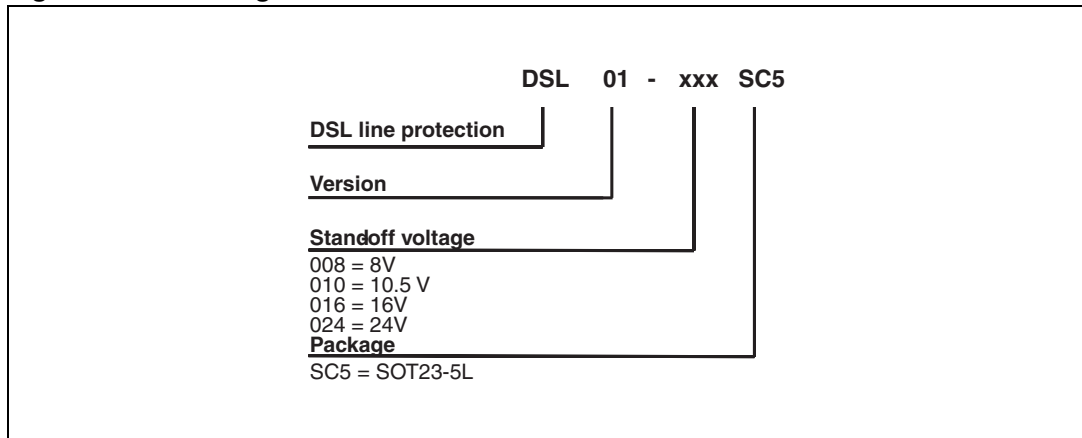 DSL 01 - xxx SC5
DSL line protection
Version
Standoff voltage
008 = 8V
010 = 10.5 V
016 = 16V
024 = 24V
Package
SC5 = SOT23-5L